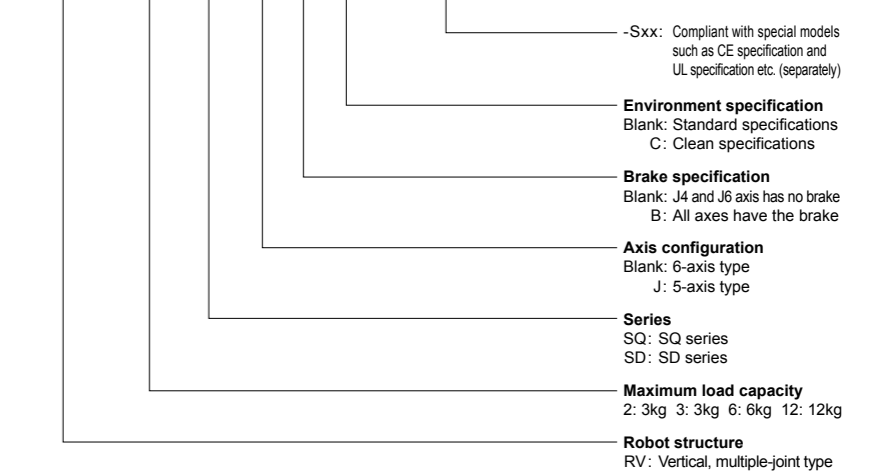 -Sxx: Compliant with special models
such as CE specification and
UL specification etc. (separately)
Environment specification
Blank: Standard specifications
C: Clean specifications
Brake specification
Blank: J4 and J6 axis has no brake
B: All axes have the brake
Axis configuration
Blank: 6-axis type
J: 5-axis type
Series
SQ: SQ series
SD: SD series
Maximum load capacity
2: 3kg 3: 3kg 6: 6kg 12: 12kg
Robot structure
RV: Vertical, multiple-joint type